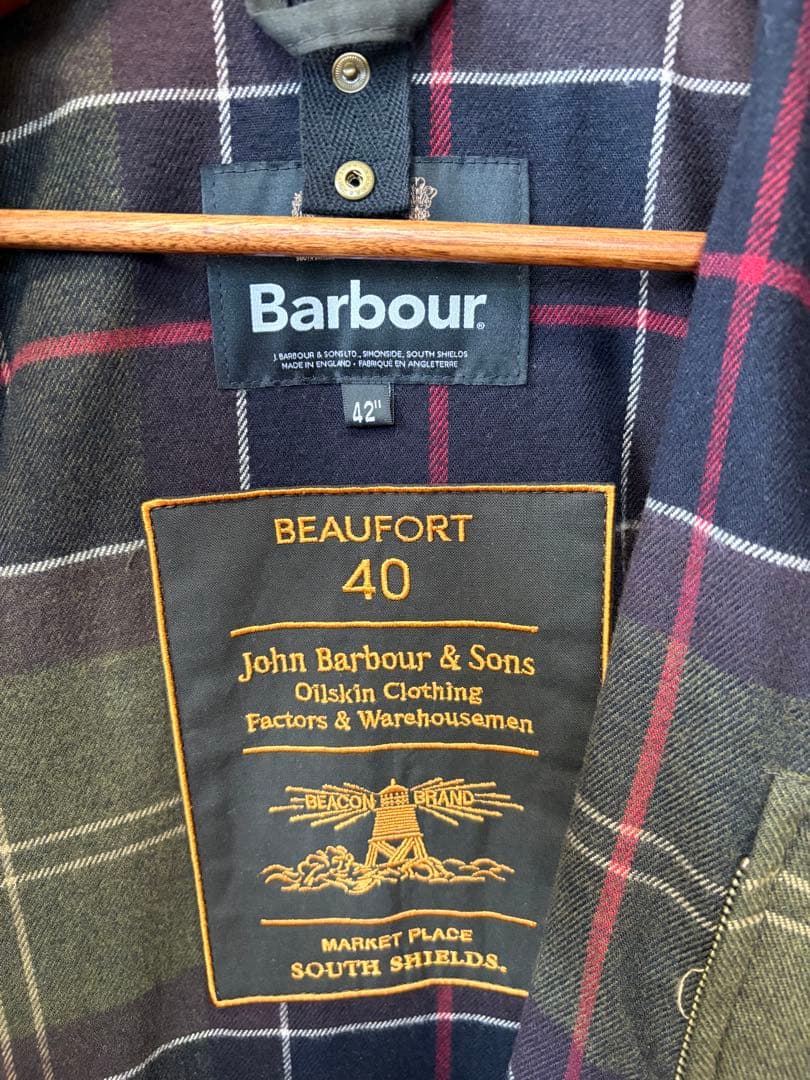 Barbour®
J. BARBOUR & SONS LTD., SIMONSIDE, SOUTH SHIELDS
MADE IN ENGLAND • FABRIQUÉ EN ANGLETERRE
42"
BEAUFORT
40
John Barbour & Sons
Oilskin Clothing
Factors & Warehousemen
BEACON BRAND
MARKET PLACE
SOUTH SHIELDS.